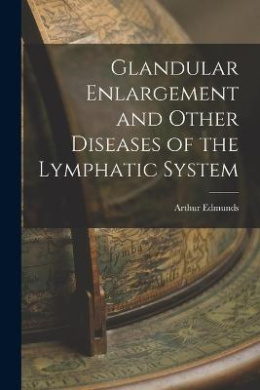 Glandular
Enlargement
and Other
Diseases of the
Lymphatic System
Arthur Edmunds